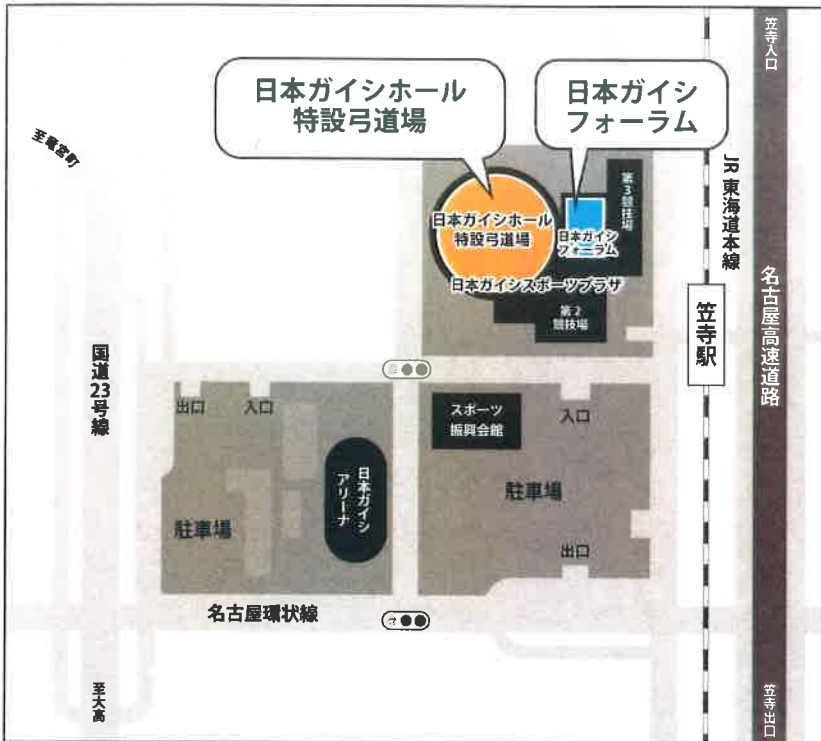 日本ガイシホール
特設弓道場
日本ガイシ
フォーラム
笠寺入口
至竜宮町
JR 東海道本線
第3競技場
日本ガイシホール
特設弓道場
日本ガイシ
フォーラム
日本ガイシスポーツプラザ
第2
競技場
名古屋高速道路
笠寺駅
国道23号線
出口
入口
スポーツ
振興会館
入口
日本ガイシ
アリーナ
駐車場
駐車場
出口
名古屋環状線
至大高
笠寺出口